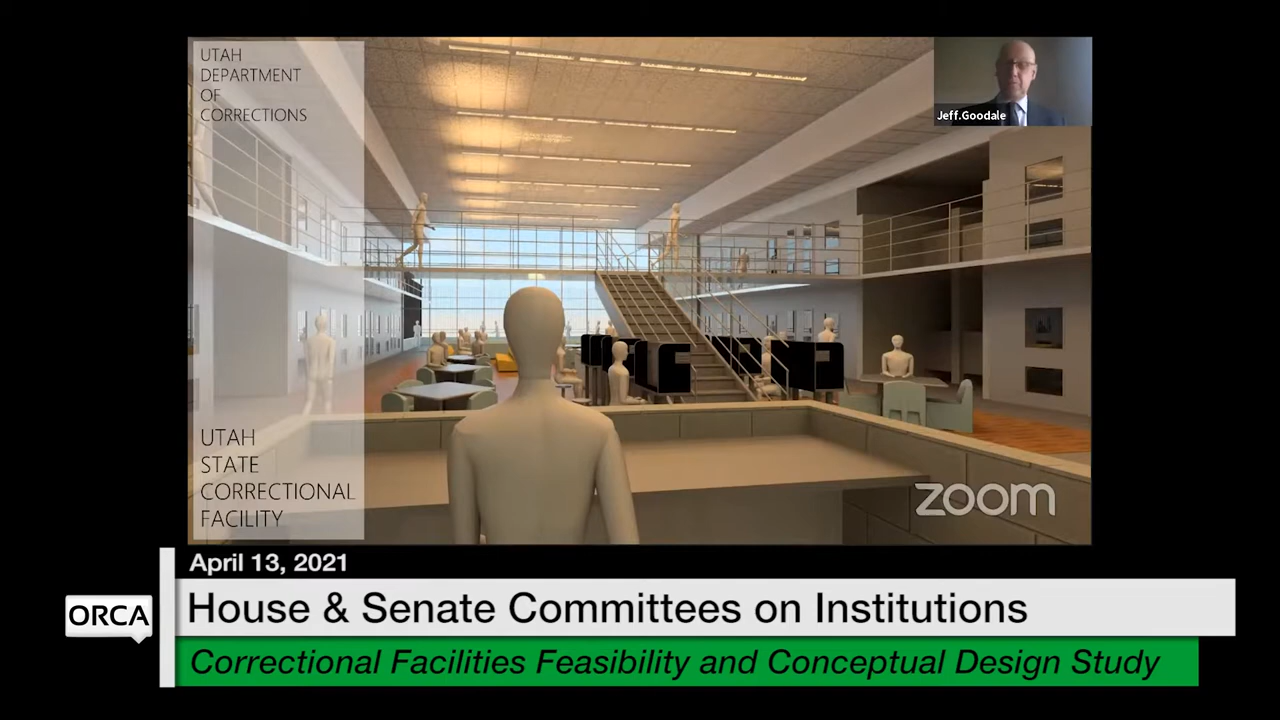 UTAH
DEPARTMENT
OF
CORRECTIONS
Jeff.Goodale
UTAH
STATE
CORRECTIONAL
FACILITY
zoom
April 13, 2021
ORCA
House & Senate Committees on Institutions
Correctional Facilities Feasibility and Conceptual Design Study